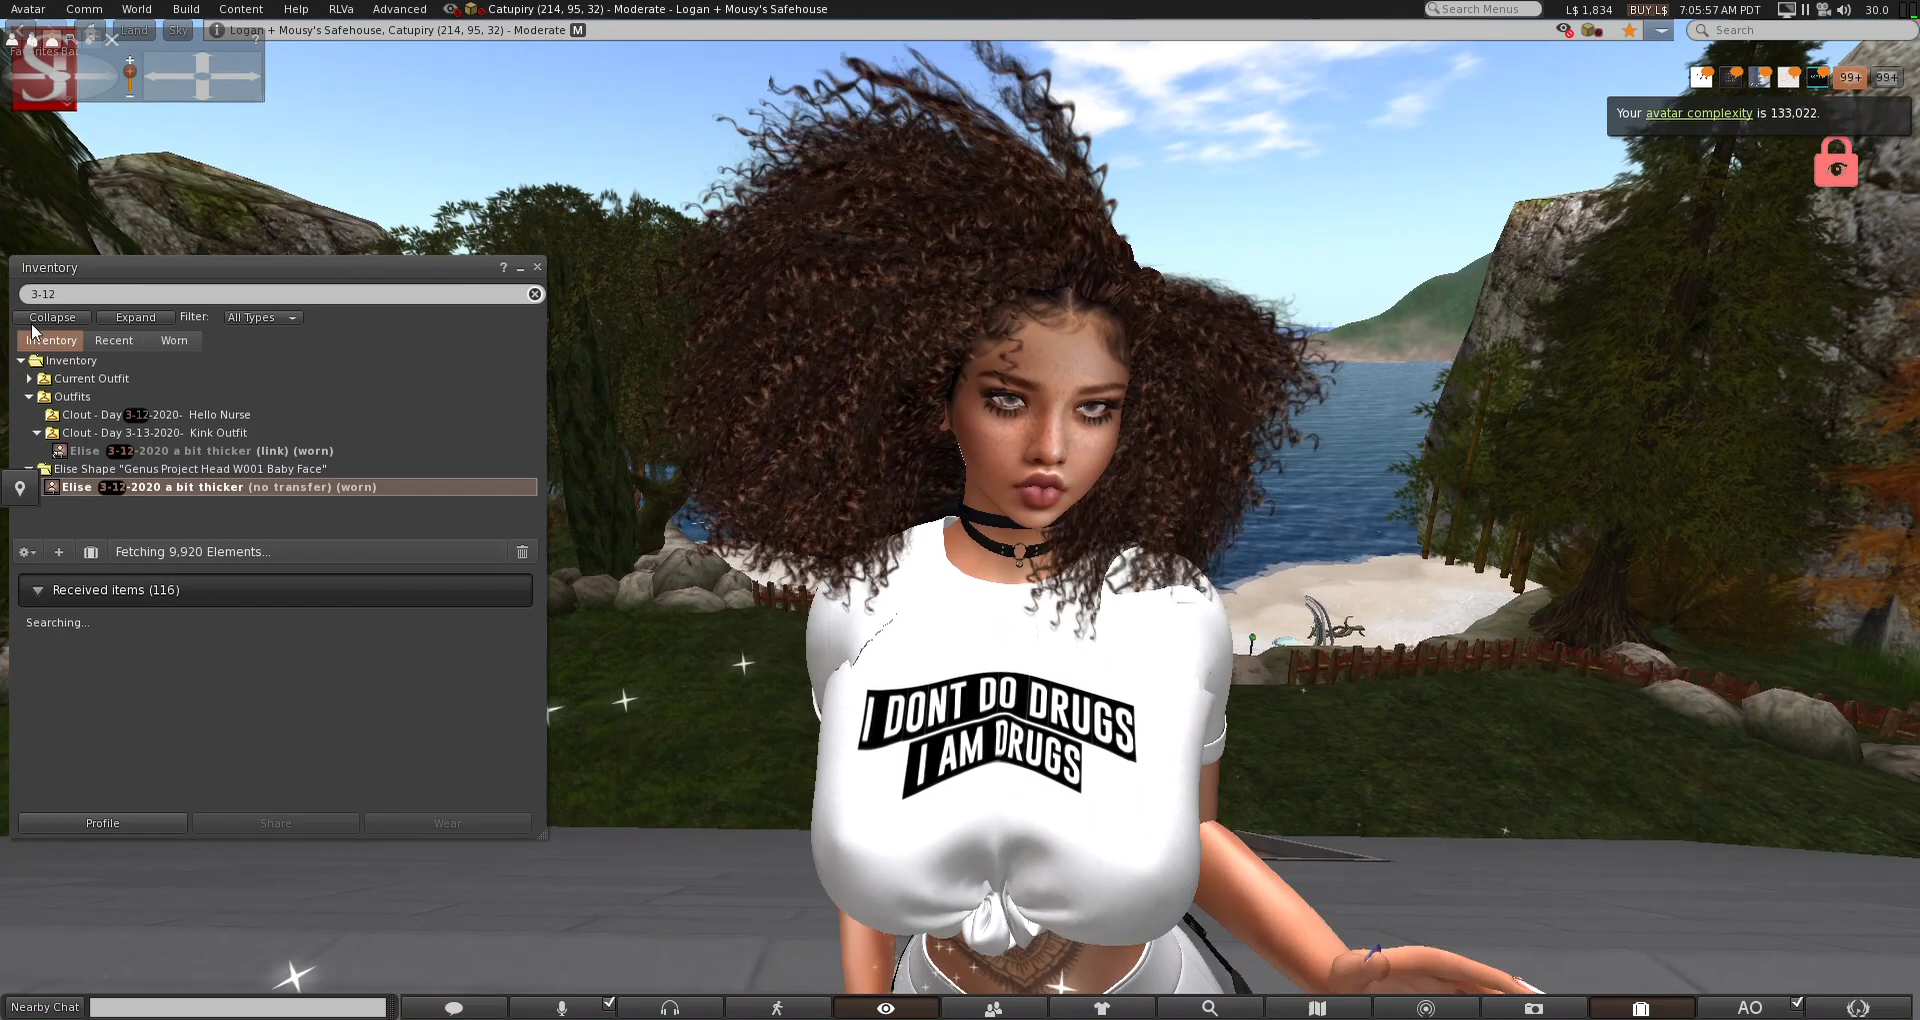 Avatar Comm World Build Content Help RLVa Advanced Catupiry (214, 95, 32) - Moderate - Logan + Mousy's Safehouse Search Menus L$ 1,834 BUY L$ 7:05:57 AM PDT 30.0
Land Sky Logan + Mousy's Safehouse, Catupiry (214, 95, 32) - Moderate M Search
Favorites Ba
99+ 99+
Your avatar complexity is 133,022.
Inventory ?
3-12
Collapse Expand Filter: All Types
Inventory Recent Worn
Inventory
Current Outfit
Outfits
Clout - Day 3-12-2020- Hello Nurse
Clout - Day 3-13-2020- Kink Outfit
Elise 3-12-2020 a bit thicker (link) (worn)
Elise Shape "Genus Project Head W001 Baby Face"
Elise 3-12-2020 a bit thicker (no transfer) (worn)
Fetching 9,920 Elements...
Received items (116)
Searching...
Profile Share Wear
I DONT DO DRUGS
I AM DRUGS
Nearby Chat AO